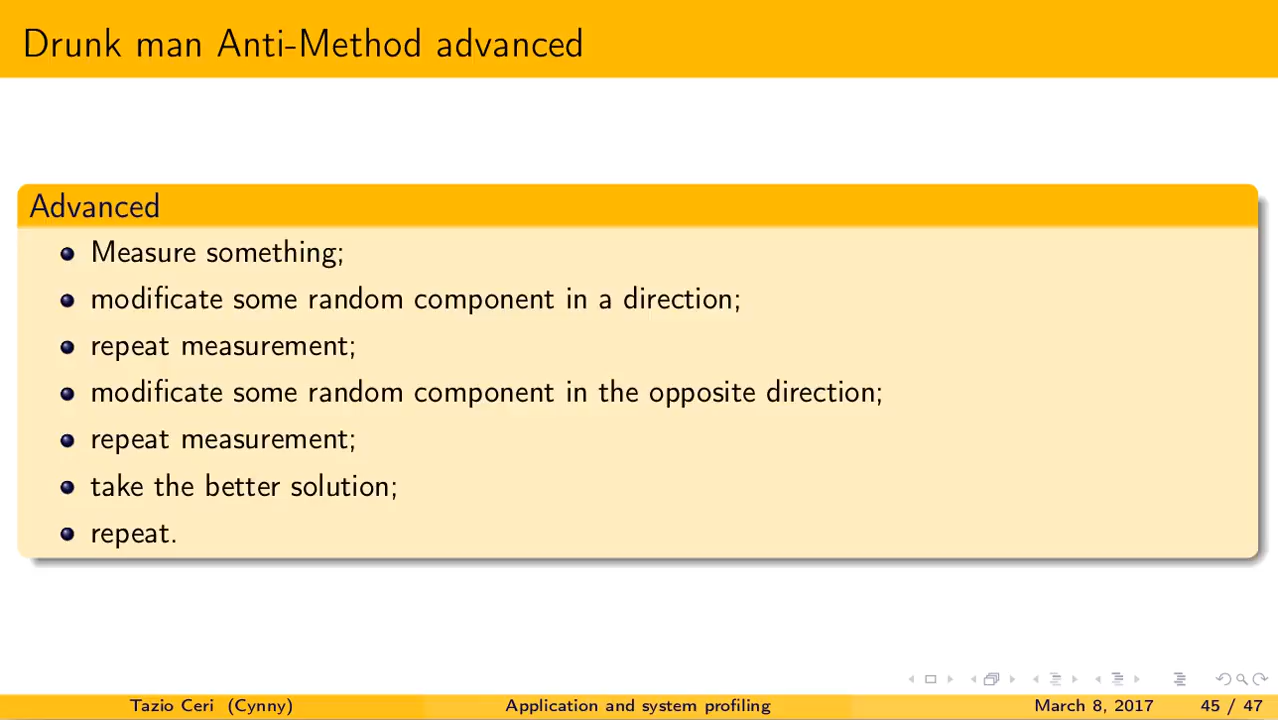 Drunk man Anti-Method advanced
Advanced
Measure something;
modificate some random component in a direction;
repeat measurement;
modificate some random component in the opposite direction;
repeat measurement;
take the better solution;
repeat.
Tazio Ceri (Cynny) Application and system profiling March 8, 2017 45 / 47